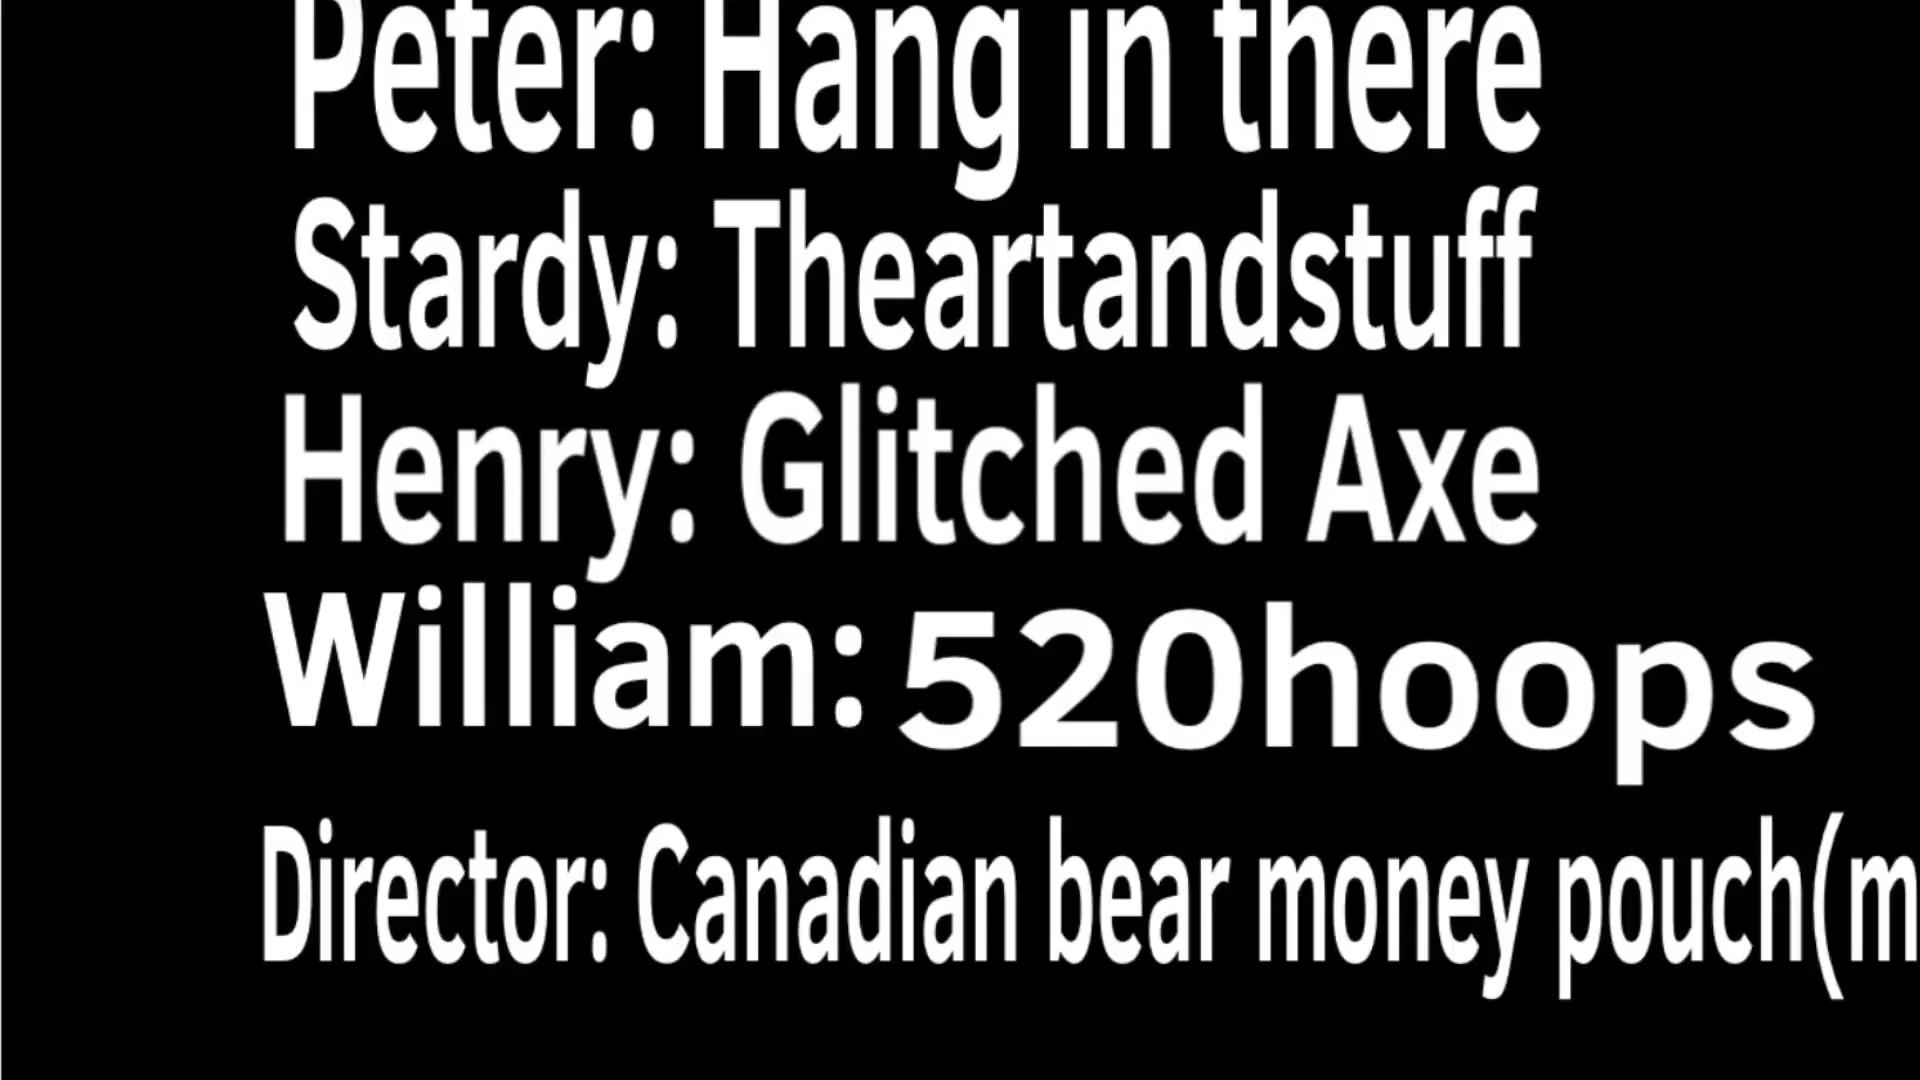 Peter: Hang in there
Stardy: Theartandstuff
Henry: Glitched Axe
William: 520hoops
Director: Canadian bear money pouch(m